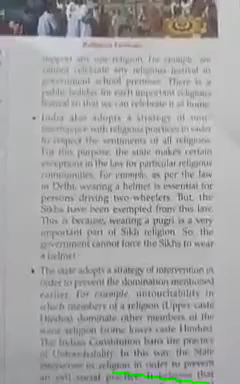 Religious Festivals
support any one religion, for example, we
cannot celebrate any religious festival in
government school premises. There is a
public holiday for each important religious
festival so that we can celebrate it at home.
• India also adopts a strategy of non-
interference with religious practices in order
to respect the sentiments of all religions.
For this purpose, the state makes certain
exceptions in the law for particular religious
communities. For example, as per the law
in Delhi, wearing a helmet is essential for
persons driving two-wheelers. But, the
Sikhs have been exempted from this law.
This is because, wearing a pugri is a very
important part of Sikh religion. So, the
government cannot force the Sikhs to wear
a helmet.
• The state adopts a strategy of intervention in
order to prevent the domination mentioned
earlier. For example, untouchability in
which members of a religion (Upper caste
Hindus) dominate other members of the
same religion (some lower caste Hindus).
The Indian Constitution bans the practice
of Untouchability. In this way, the State
intervenes in religion in order to prevent
an evil social practice. It believes that